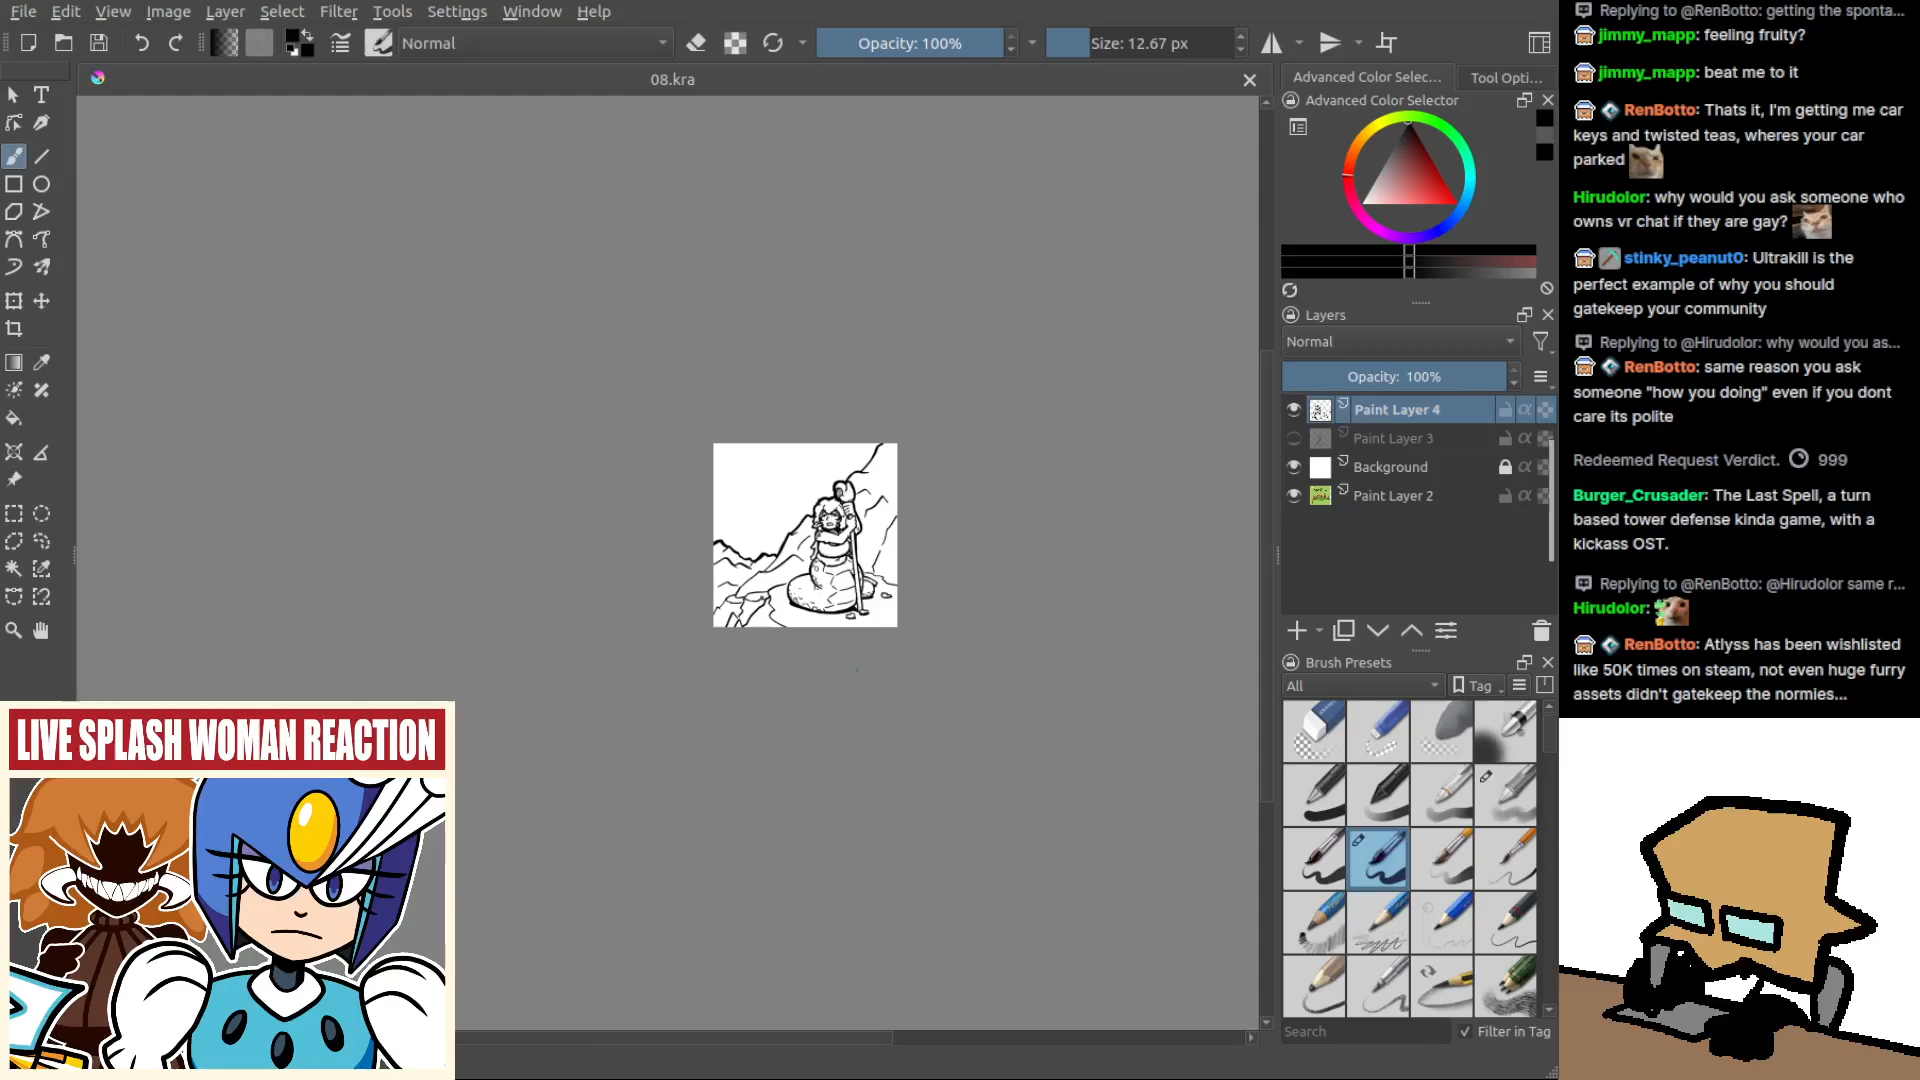 File Edit View Image Layer Select Filter Tools Settings Window Help
Normal
Opacity: 100%
Size: 12.67 px
08.kra
Advanced Color Selec...
Tool Opti...
Advanced Color Selector
Layers
Normal
Opacity: 100%
Paint Layer 4
Paint Layer 3
Background
Paint Layer 2
Brush Presets
All
Tag
Search
Filter in Tag
LIVE SPLASH WOMAN REACTION
Replying to @RenBotto: getting the sponta...
jimmy_mapp: feeling fruity?
jimmy_mapp: beat me to it
RenBotto: Thats it, I'm getting me car
keys and twisted teas, wheres your car
parked
Hirudolor: why would you ask someone who
owns vr chat if they are gay?
stinky_peanut0: Ultrakill is the
perfect example of why you should
gatekeep your community
Replying to @Hirudolor: why would you as...
RenBotto: same reason you ask
someone "how you doing" even if you dont
care its polite
Redeemed Request Verdict. 999
Burger_Crusader: The Last Spell, a turn
based tower defense kinda game, with a
kickass OST.
Replying to @RenBotto: @Hirudolor same r...
Hirudolor:
RenBotto: Atlyss has been wishlisted
like 50K times on steam, not even huge furry
assets didn't gatekeep the normies...